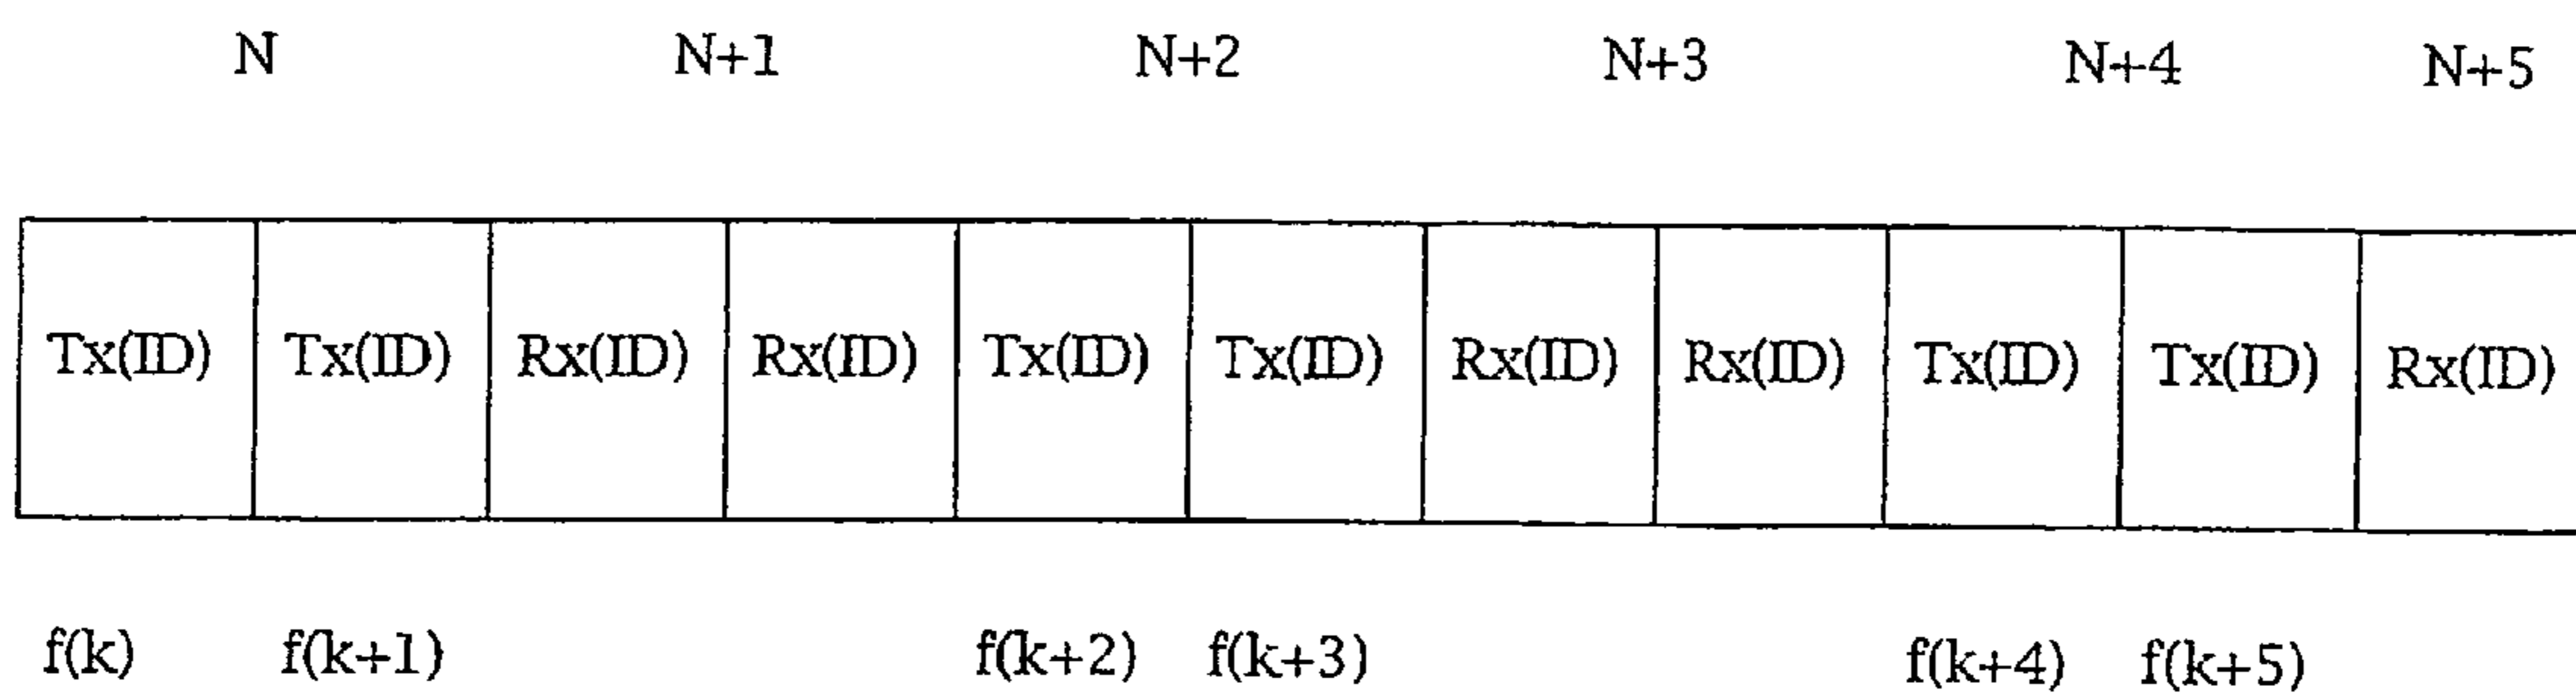 N N+1 N+2 N+3 N+4 N+5
Tx(ID) Tx(ID) Rx(ID) Rx(ID) Tx(ID) Tx(ID) Rx(ID) Rx(ID) Tx(ID) Tx(ID) Rx(ID)
f(k) f(k+1) f(k+2) f(k+3) f(k+4) f(k+5)